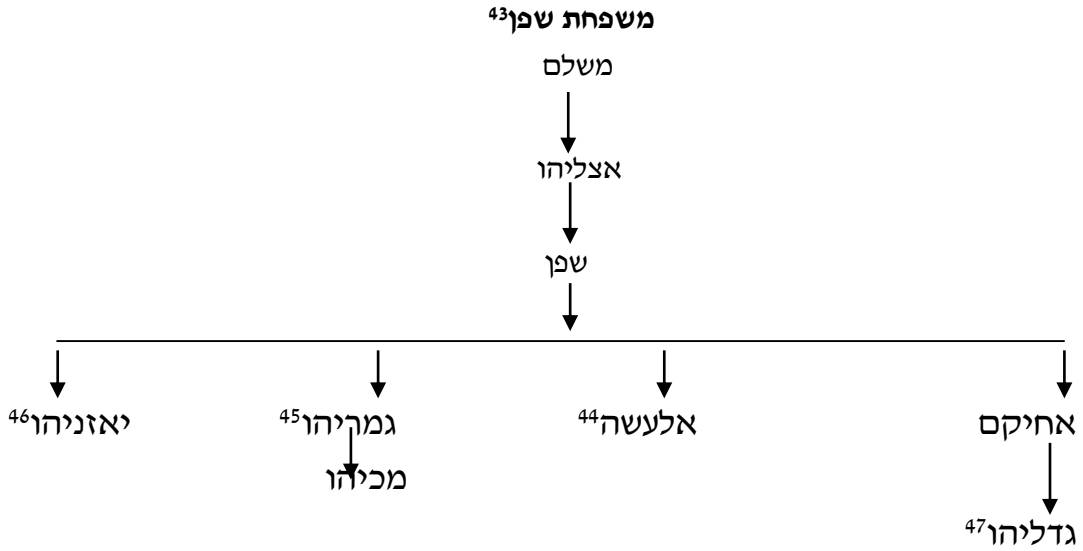 משפחת שפן⁴³
משלם
אצליהו
שפן
אחיקם אלעשה⁴⁴ גמריהו⁴⁵ יאזניהו⁴⁶
מכיהו
גדליהו⁴⁷